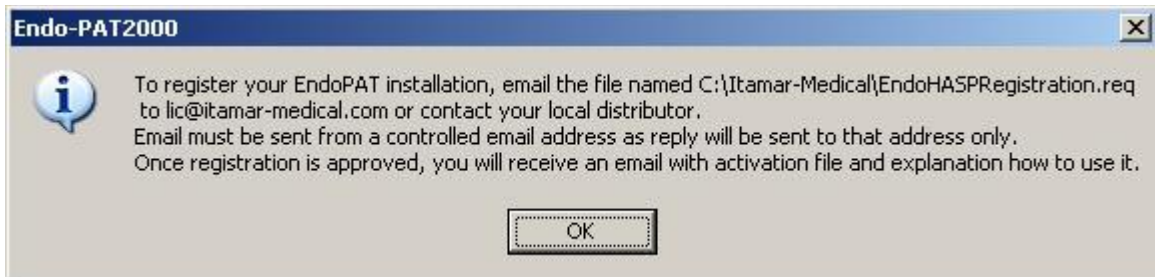 Endo-PAT2000
To register your EndoPAT installation, email the file named C:\Itamar-Medical\EndoHASPRegistration.req
to lic@itamar-medical.com or contact your local distributor.
Email must be sent from a controlled email address as reply will be sent to that address only.
Once registration is approved, you will receive an email with activation file and explanation how to use it.
OK